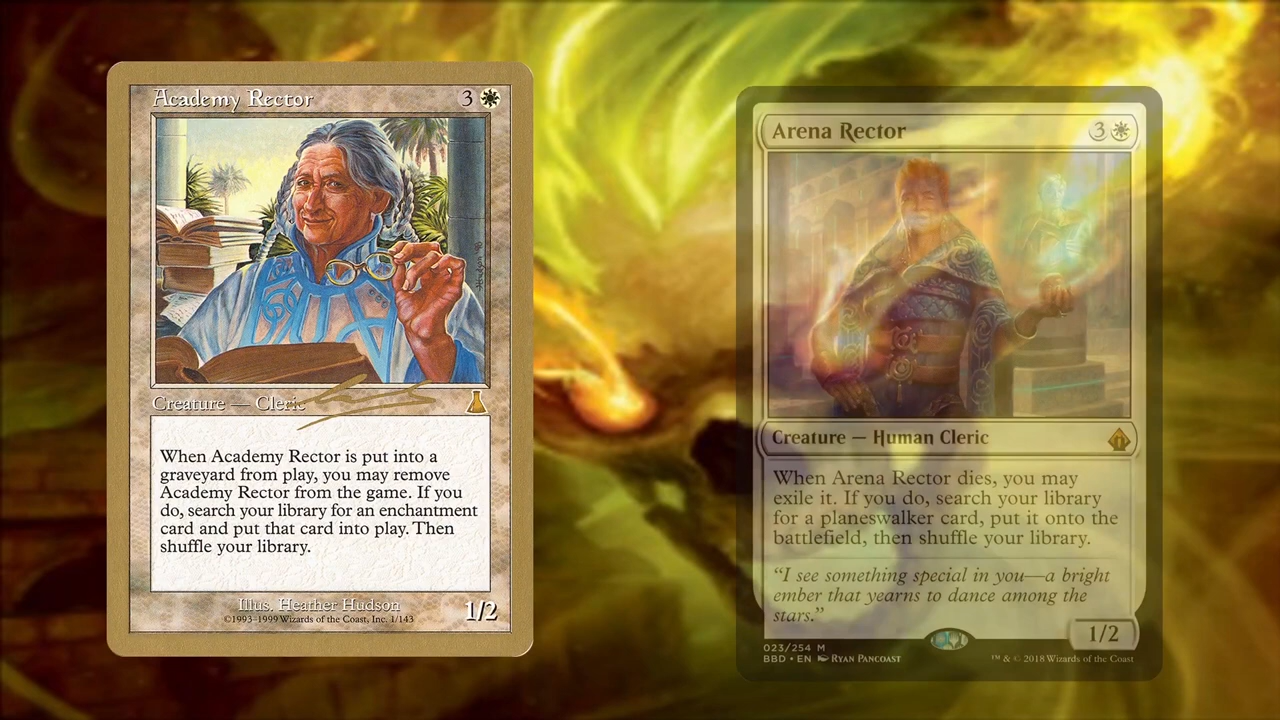 Academy Rector 3
Creature — Cleric
When Academy Rector is put into a
graveyard from play, you may remove
Academy Rector from the game. If you
do, search your library for an enchantment
card and put that card into play. Then
shuffle your library.
Illus. Heather Hudson
©1993-1999 Wizards of the Coast, Inc. 1/143
1/2
Arena Rector 3
Creature — Human Cleric
When Arena Rector dies, you may
exile it. If you do, search your library
for a planeswalker card, put it onto the
battlefield, then shuffle your library.
“I see something special in you—a bright
ember that yearns to dance among the
stars.”
1/2
023/254 M
BBD • EN RYAN PANCOAST
™ & © 2018 Wizards of the Coast